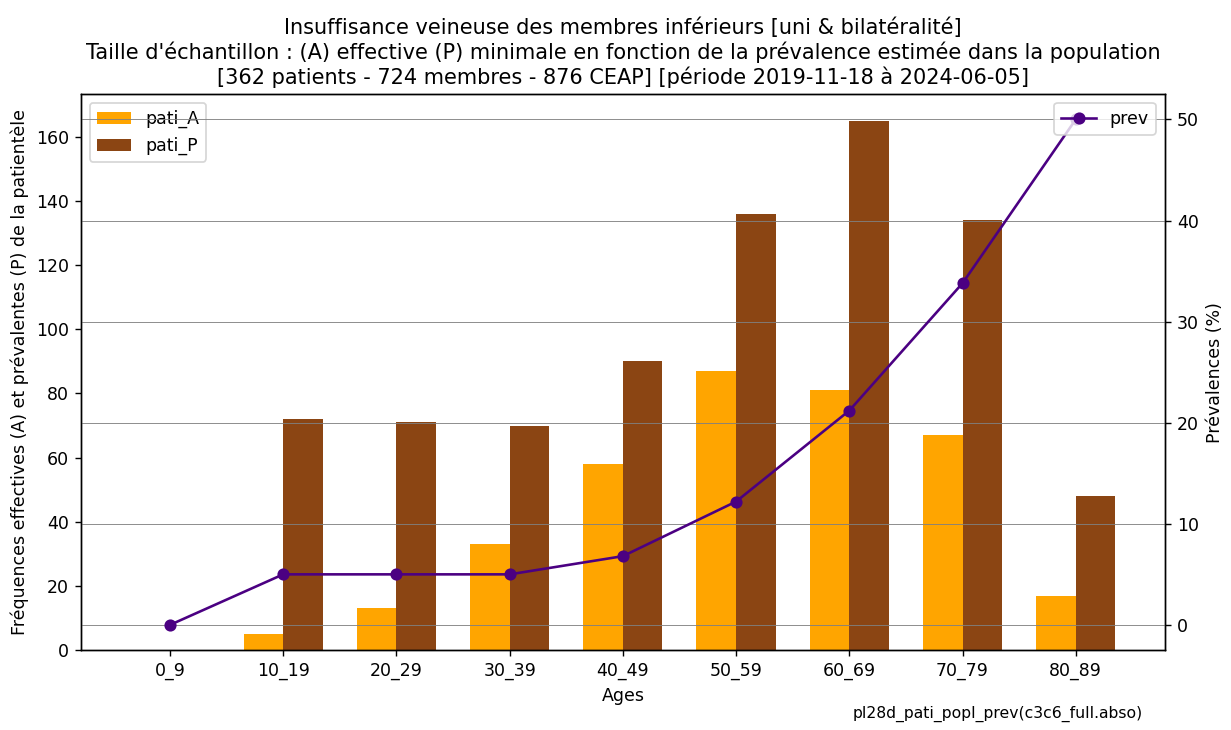 Insuffisance veineuse des membres inférieurs [uni & bilatéralité]
Taille d'échantillon : (A) effective (P) minimale en fonction de la prévalence estimée dans la population
[362 patients - 724 membres - 876 CEAP] [période 2019-11-18 à 2024-06-05]
pati_A
pati_P
prev
Fréquences effectives (A) et prévalentes (P) de la patientèle
160
140
120
100
80
60
40
20
0
50
40
30
20
10
0
Prévalences (%)
0_9 10_19 20_29 30_39 40_49 50_59 60_69 70_79 80_89
Ages
pl28d_pati_popl_prev(c3c6_full.abso)